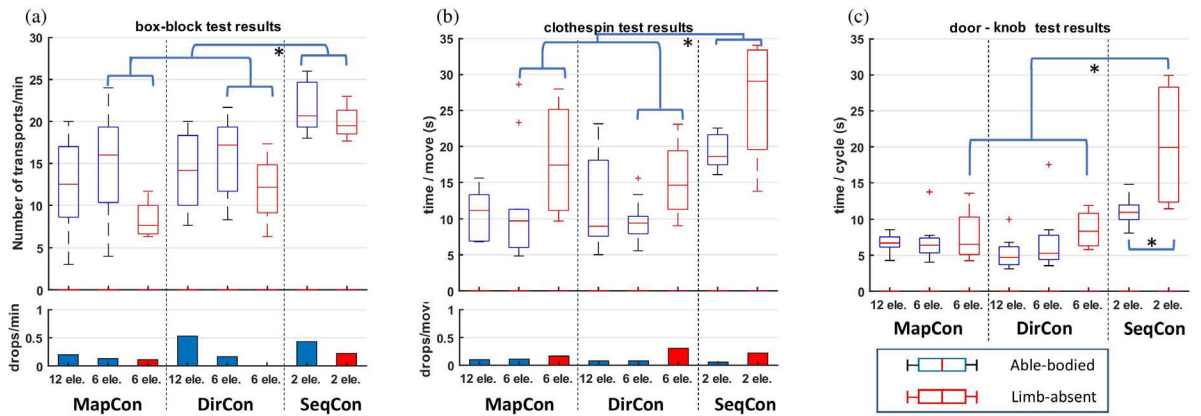 (a)
box-block test results
Number of transports/min
30
25
20
15
10
5
0
*
drops/min
1
0.5
0
12 ele. 6 ele. 6 ele. 12 ele. 6 ele. 6 ele. 2 ele. 2 ele.
MapCon DirCon SeqCon
(b)
clothespin test results
time / move (s)
35
30
25
20
15
10
5
0
*
drops/mov
1
0.5
0
12 ele. 6 ele. 6 ele. 12 ele. 6 ele. 6 ele. 2 ele. 2 ele.
MapCon DirCon SeqCon
(c)
door - knob test results
time / cycle (s)
35
30
25
20
15
10
5
0
*
*
12 ele. 6 ele. 6 ele. 12 ele. 6 ele. 6 ele. 2 ele. 2 ele.
MapCon DirCon SeqCon
Able-bodied
Limb-absent